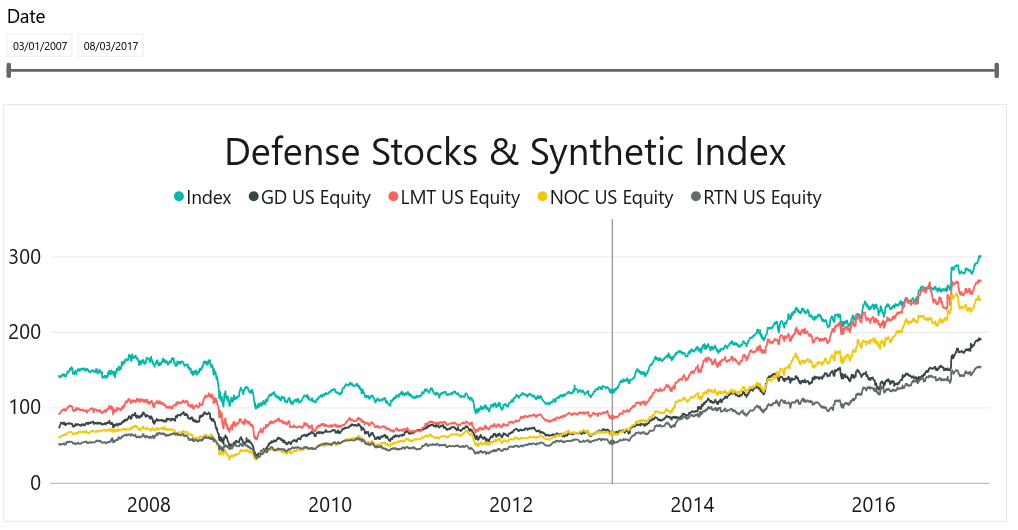 Date
03/01/2007 08/03/2017
Defense Stocks & Synthetic Index
Index GD US Equity LMT US Equity NOC US Equity RTN US Equity
300
200
100
0
2008 2010 2012 2014 2016